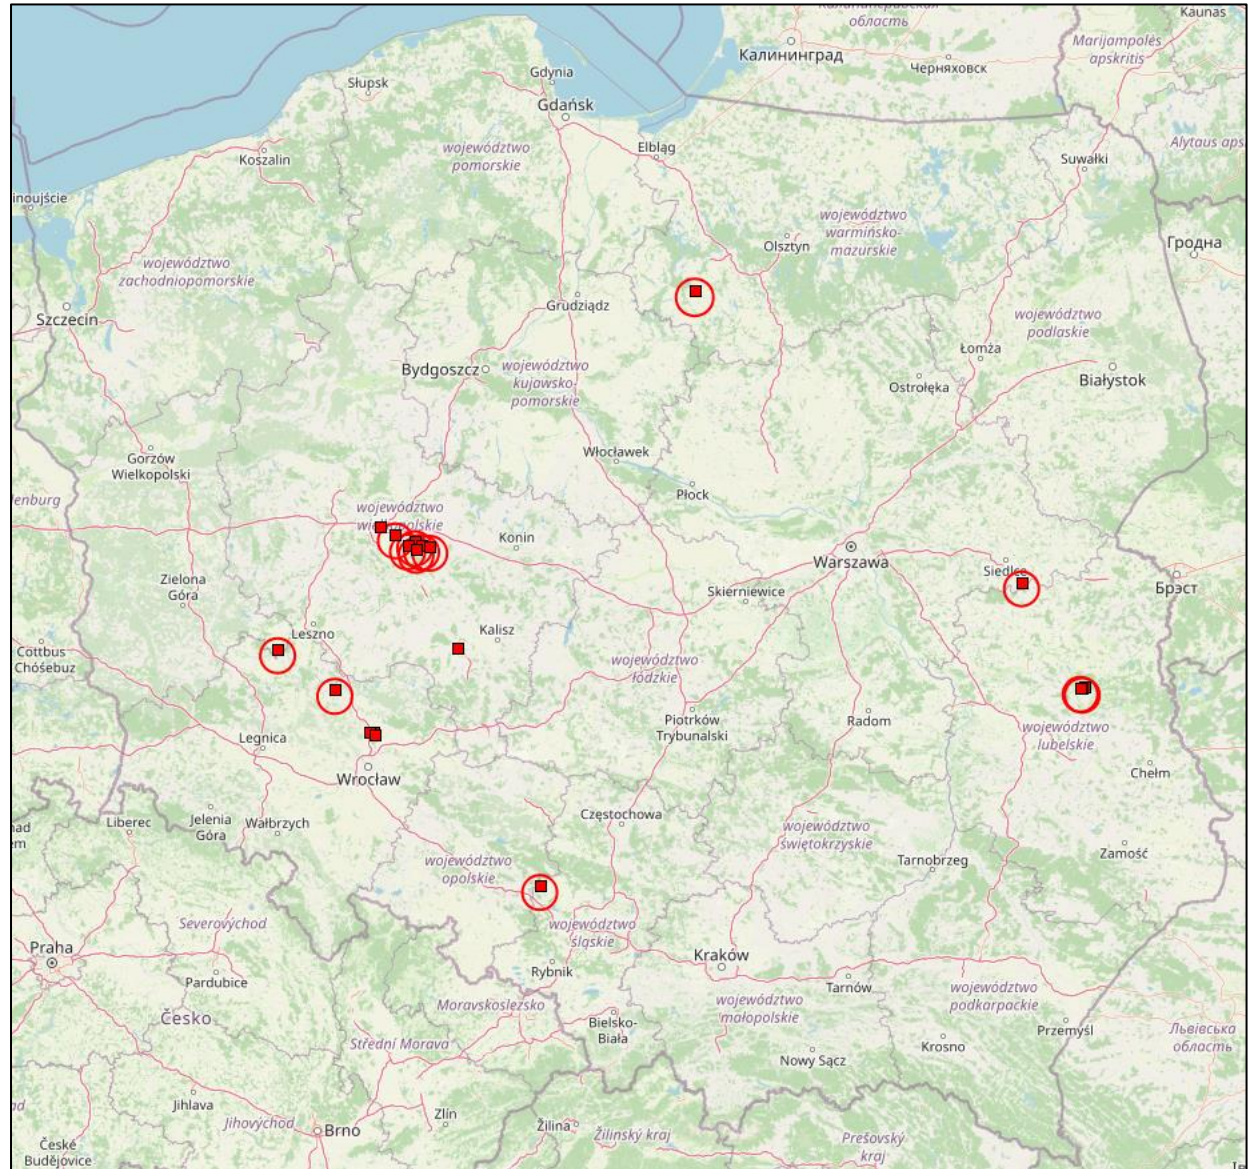 Калининградская
область
Kaunas
Marijampolės
apskritis
Калининград
Черняховск
Gdynia
Słupsk
Gdańsk
Elbląg
Koszalin
województwo
pomorskie
Suwałki
Alytaus aps
inoujście
województwo
warmińsko-
mazurskie
Olsztyn
Гродна
województwo
zachodniopomorskie
Szczecin
Grudziądz
województwo
podlaskie
Łomża
Bydgoszcz
województwo
kujawsko-
pomorskie
Ostrołęka
Białystok
Gorzów
Wielkopolski
Włocławek
Płock
lenburg
województwo
Konin
Warszawa
Siedlce
Брэст
Zielona
Góra
Skierniewice
Leszno
Kalisz
Cottbus
Chóśebuz
województwo
łódzkie
Piotrków
Trybunalski
Radom
województwo
lubelskie
Legnica
Chełm
Wrocław
Liberec
Jelenia
Góra
Wałbrzych
Częstochowa
województwo
świętokrzyskie
Zamość
województwo
opolskie
Tarnobrzeg
Severovýchod
województwo
śląskie
Praha
Kraków
Rybnik
Pardubice
Tarnów
województwo
podkarpackie
Moravskoslezsko
województwo
małopolskie
Česko
Bielsko-
Biała
Przemyśl
Львівська
область
Střední Morava
Krosno
Nowy Sącz
Jihlava
Zlín
Jihovýchod
Brno
Žilina
Žilinský kraj
Prešovský
kraj
České
Budějovice